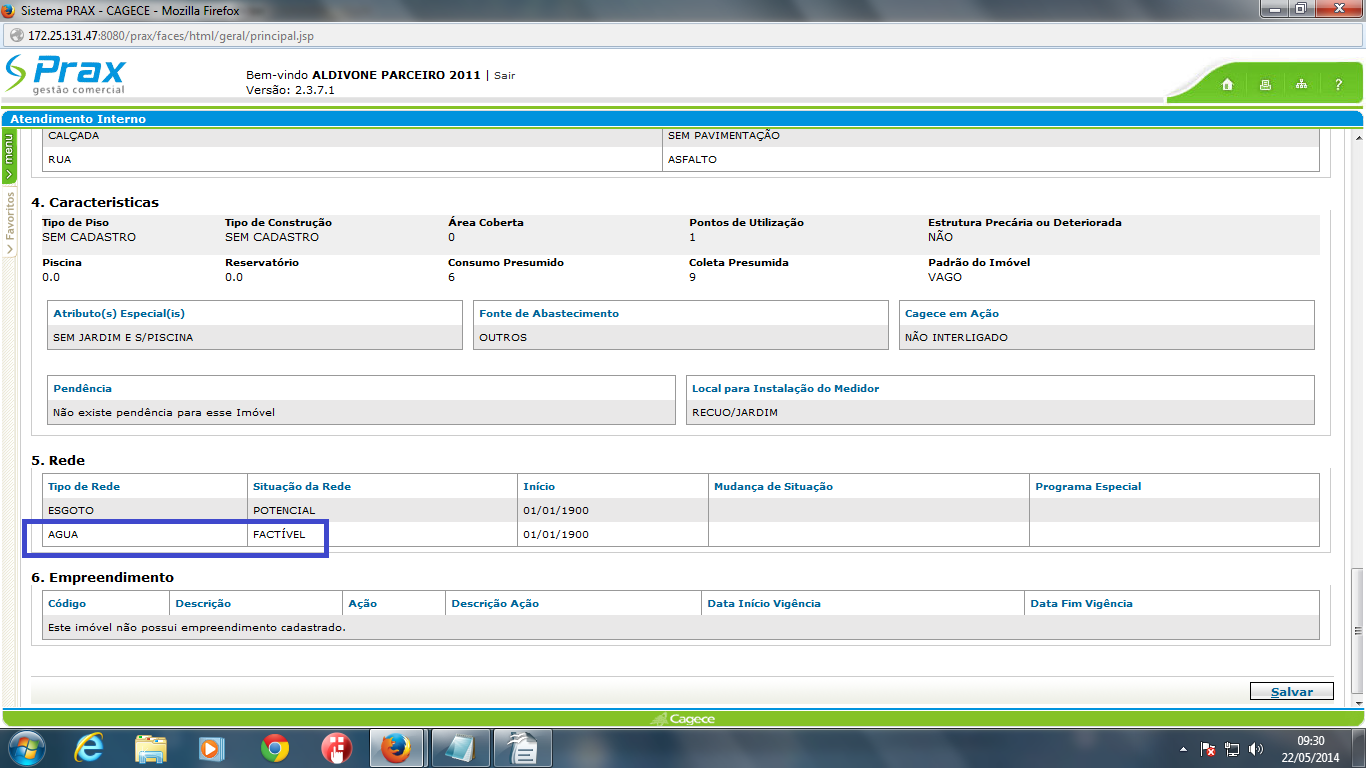 Sistema PRAX - CAGECE - Mozilla Firefox
172.25.131.47:8080/prax/faces/html/geral/principal.jsp
Prax
gestão comercial
Bem-vindo ALDIVONE PARCEIRO 2011 | Sair
Versão: 2.3.7.1
?
Atendimento Interno
menu
Favoritos
CALÇADA SEM PAVIMENTAÇÃO
RUA ASFALTO
4. Caracteristicas
Tipo de Piso Tipo de Construção Área Coberta Pontos de Utilização Estrutura Precária ou Deteriorada
SEM CADASTRO SEM CADASTRO 0 1 NÃO
Piscina Reservatório Consumo Presumido Coleta Presumida Padrão do Imóvel
0.0 0.0 6 9 VAGO
Atributo(s) Especial(is) Fonte de Abastecimento Cagece em Ação
SEM JARDIM E S/PISCINA OUTROS NÃO INTERLIGADO
Pendência Local para Instalação do Medidor
Não existe pendência para esse Imóvel RECUO/JARDIM
5. Rede
Tipo de Rede Situação da Rede Início Mudança de Situação Programa Especial
ESGOTO POTENCIAL 01/01/1900
AGUA FACTÍVEL 01/01/1900
6. Empreendimento
Código Descrição Ação Descrição Ação Data Início Vigência Data Fim Vigência
Este imóvel não possui empreendimento cadastrado.
Salvar
Cagece
09:30
22/05/2014